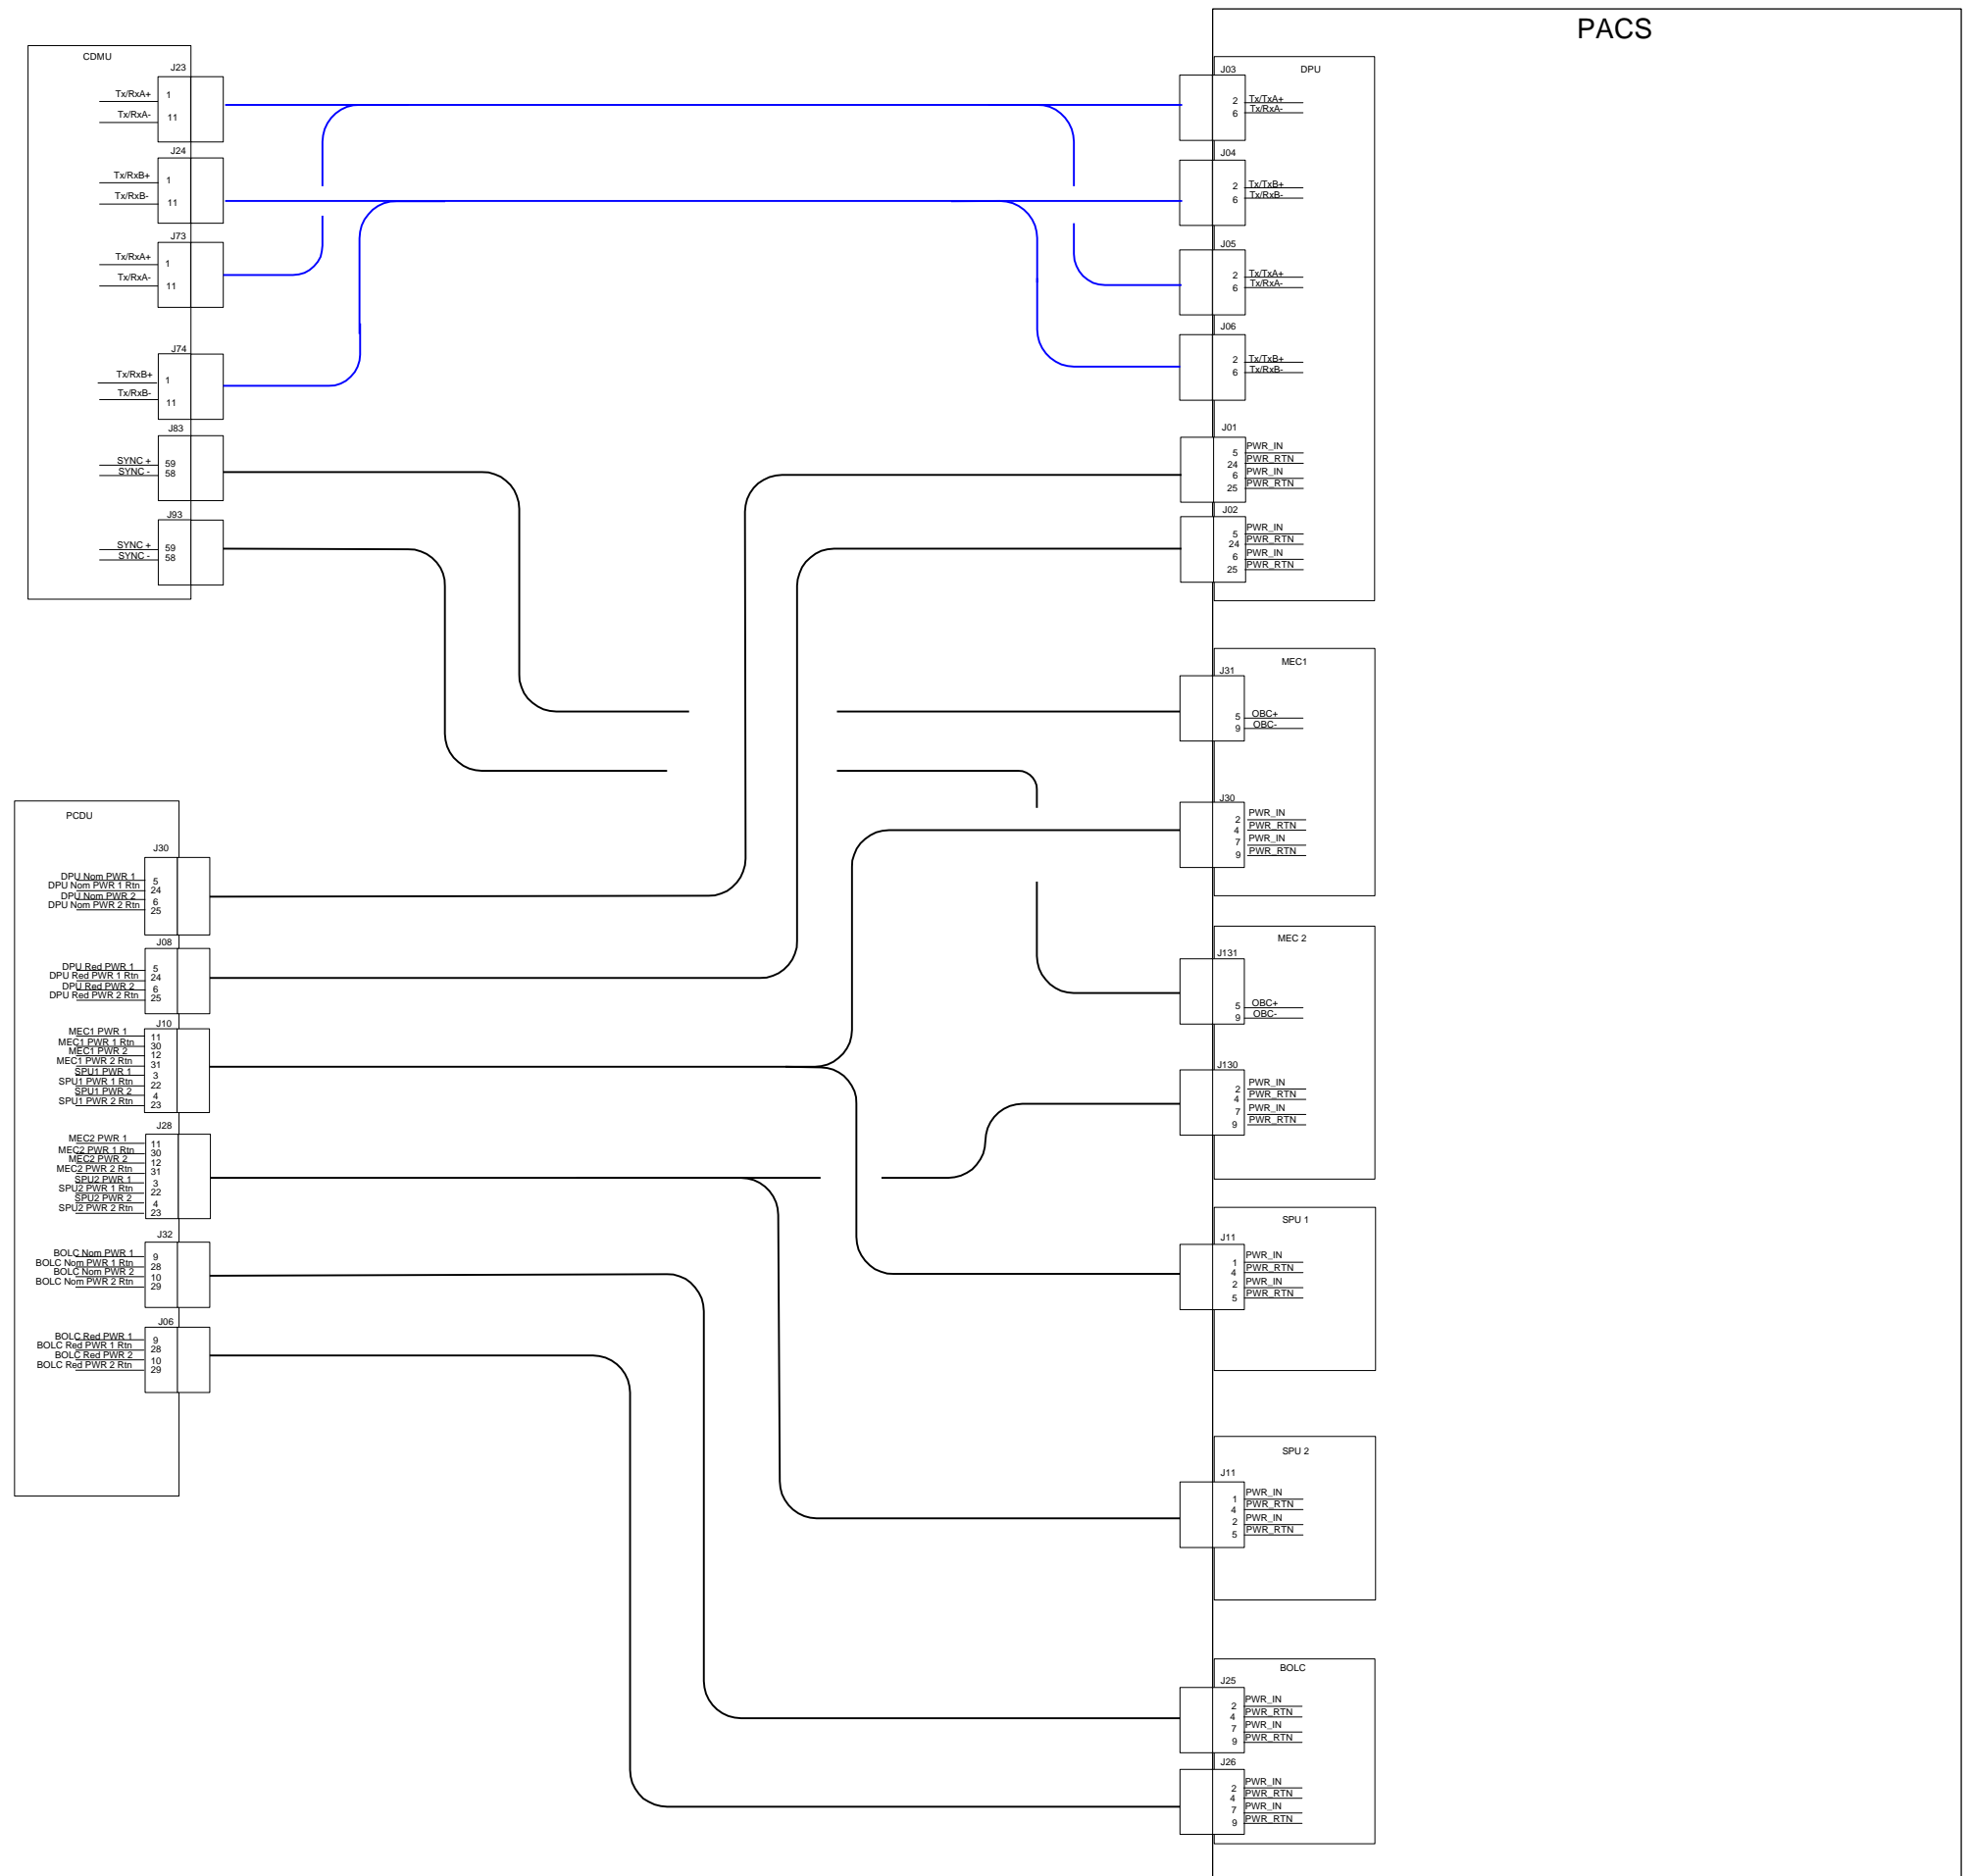 PACS
CDMU
J23
Tx/RxA+ 1
Tx/RxA- 11
J24
Tx/RxB+ 1
Tx/RxB- 11
J73
Tx/RxA+ 1
Tx/RxA- 11
J74
Tx/RxB+ 1
Tx/RxB- 11
J83
SYNC + 59
SYNC - 58
J93
SYNC + 59
SYNC - 58
PCDU
J30
DPU Nom PWR 1 5
DPU Nom PWR 1 Rtn 24
DPU Nom PWR 2 6
DPU Nom PWR 2 Rtn 25
J08
DPU Red PWR 1 5
DPU Red PWR 1 Rtn 24
DPU Red PWR 2 6
DPU Red PWR 2 Rtn 25
J10
MEC1 PWR 1 11
MEC1 PWR 1 Rtn 30
MEC1 PWR 2 12
MEC1 PWR 2 Rtn 31
SPU1 PWR 1 3
SPU1 PWR 1 Rtn 22
SPU1 PWR 2 4
SPU1 PWR 2 Rtn 23
J28
MEC2 PWR 1 11
MEC2 PWR 1 Rtn 30
MEC2 PWR 2 12
MEC2 PWR 2 Rtn 31
SPU2 PWR 1 3
SPU2 PWR 1 Rtn 22
SPU2 PWR 2 4
SPU2 PWR 2 Rtn 23
J32
BOLC Nom PWR 1 9
BOLC Nom PWR 1 Rtn 28
BOLC Nom PWR 2 10
BOLC Nom PWR 2 Rtn 29
J06
BOLC Red PWR 1 9
BOLC Red PWR 1 Rtn 28
BOLC Red PWR 2 10
BOLC Red PWR 2 Rtn 29
DPU
J03
2 Tx/TxA+
6 Tx/RxA-
J04
2 Tx/TxB+
6 Tx/RxB-
J05
2 Tx/TxA+
6 Tx/RxA-
J06
2 Tx/TxB+
6 Tx/RxB-
J01
5 PWR_IN
24 PWR_RTN
6 PWR_IN
25 PWR_RTN
J02
5 PWR_IN
24 PWR_RTN
6 PWR_IN
25 PWR_RTN
MEC1
J31
5 OBC+
9 OBC-
J30
2 PWR_IN
4 PWR_RTN
7 PWR_IN
9 PWR_RTN
MEC 2
J131
5 OBC+
9 OBC-
J130
2 PWR_IN
4 PWR_RTN
7 PWR_IN
9 PWR_RTN
SPU 1
J11
1 PWR_IN
4 PWR_RTN
2 PWR_IN
5 PWR_RTN
SPU 2
J11
1 PWR_IN
4 PWR_RTN
2 PWR_IN
5 PWR_RTN
BOLC
J25
2 PWR_IN
4 PWR_RTN
7 PWR_IN
9 PWR_RTN
J26
2 PWR_IN
4 PWR_RTN
7 PWR_IN
9 PWR_RTN